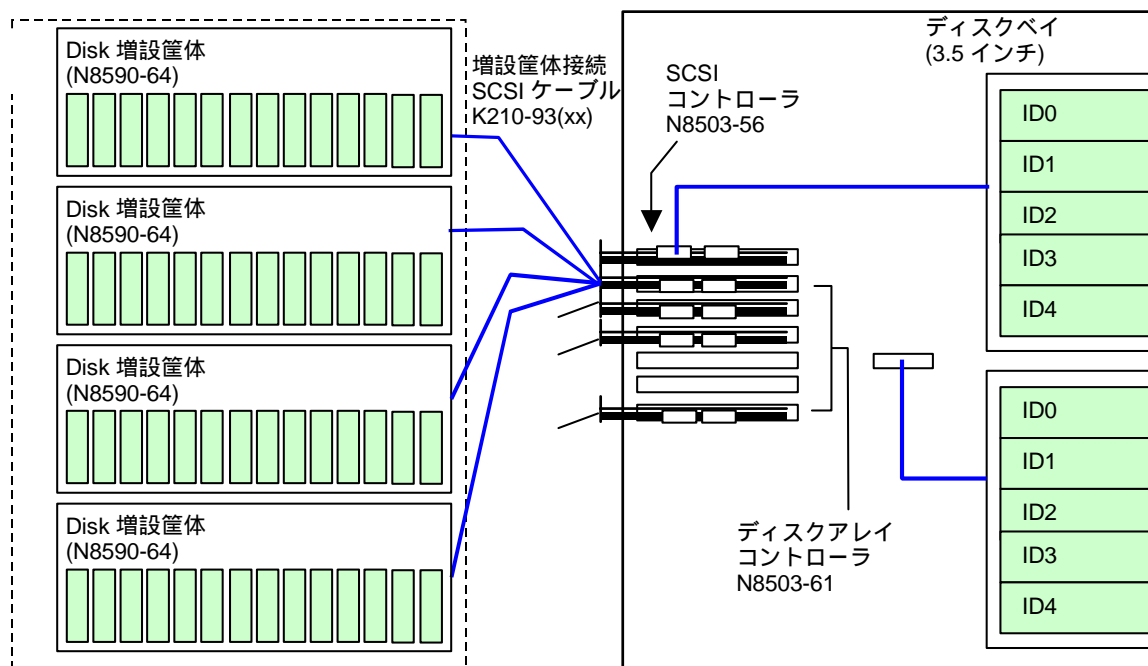 Disk 増設筐体
(N8590-64)
Disk 増設筐体
(N8590-64)
Disk 増設筐体
(N8590-64)
Disk 増設筐体
(N8590-64)
増設筐体接続
SCSI ケーブル
K210-93(xx)
SCSI
コントローラ
N8503-56
ディスクベイ
(3.5 インチ)
ID0
ID1
ID2
ID3
ID4
ID0
ID1
ID2
ID3
ID4
ディスクアレイ
コントローラ
N8503-61